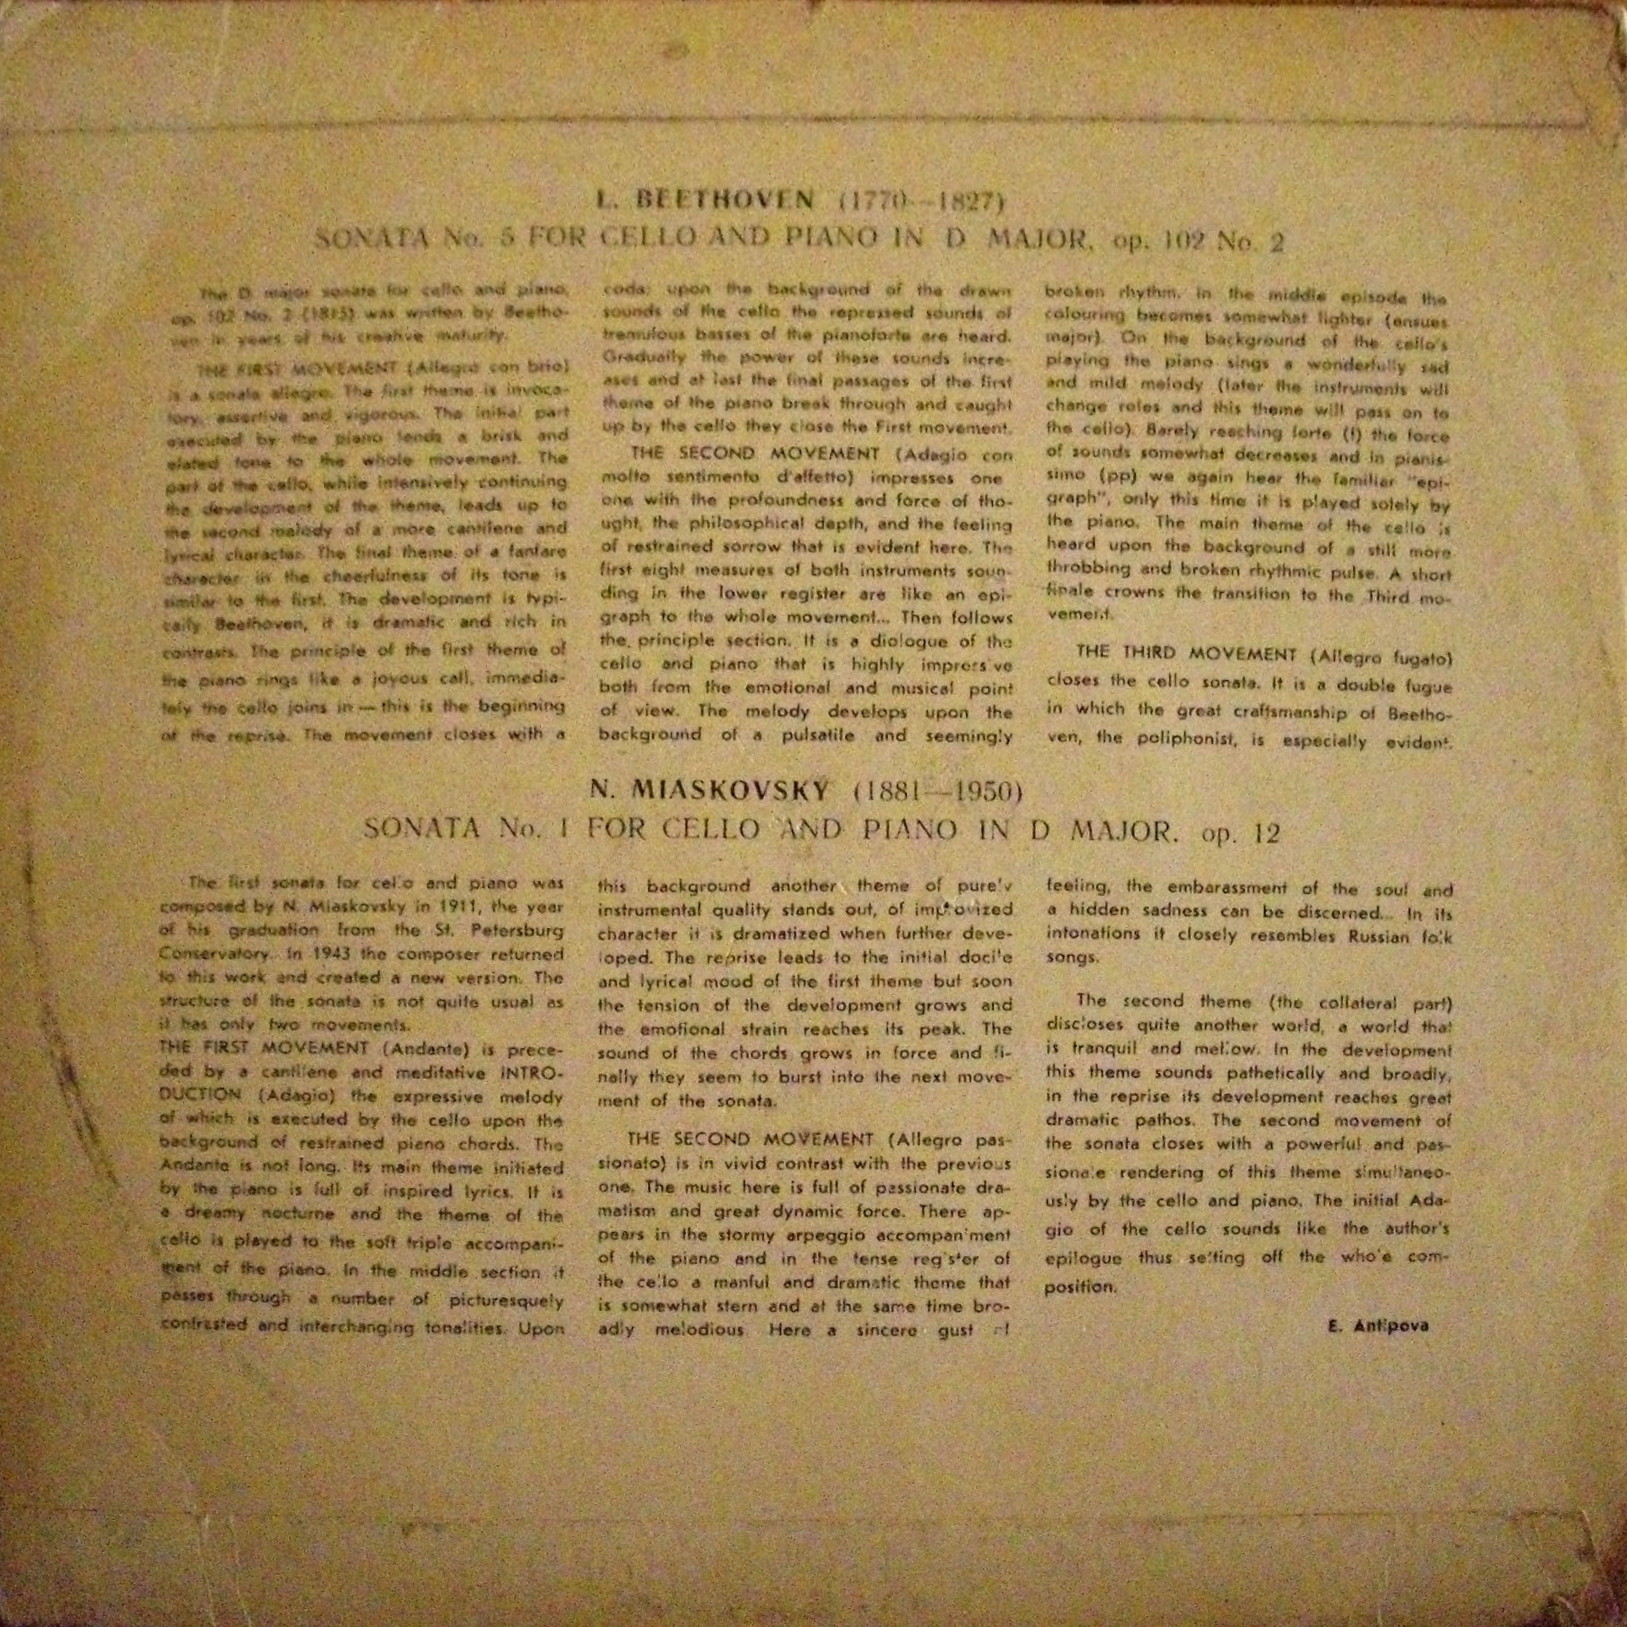 L. BEETHOVEN (1770—1827)
SONATA No. 5 FOR CELLO AND PIANO IN D MAJOR, op. 102 No. 2
The D major sonata for cello and piano,
op. 102 No. 2 (1815) was written by Beetho-
ven in years of his creative maturity.
THE FIRST MOVEMENT (Allegro con brio)
is a sonata allegro. The first theme is invoca-
tory, assertive and vigorous. The initial part
executed by the piano lends a brisk and
elated tone to the whole movement. The
part of the cello, while intensively continuing
the development of the theme, leads up to
the second melody of a more cantilene and
lyrical character. The final theme of a fanfare
character in the cheerfulness of its tone is
similar to the first. The development is typi-
cally Beethoven, it is dramatic and rich in
contrasts. The principle of the first theme of
the piano rings like a joyous call, immedia-
tely the cello joins in — this is the beginning
of the reprise. The movement closes with a
coda: upon the background of the drawn
sounds of the cello the repressed sounds of
tremulous basses of the pianoforte are heard.
Gradually the power of these sounds incre-
ases and at last the final passages of the first
theme of the piano break through and caught
up by the cello they close the First movement.
THE SECOND MOVEMENT (Adagio con
molto sentimento d'affetto) impresses one
one with the profoundness and force of tho-
ught, the philosophical depth, and the feeling
of restrained sorrow that is evident here. The
first eight measures of both instruments soun-
ding in the lower register are like an epi-
graph to the whole movement... Then follows
the principle section. It is a diologue of the
cello and piano that is highly impressive
both from the emotional and musical point
of view. The melody develops upon the
background of a pulsatile and seemingly
broken rhythm. In the middle episode the
colouring becomes somewhat lighter (ensues
major). On the background of the cello's
playing the piano sings a wonderfully sad
and mild melody (later the instruments will
change roles and this theme will pass on to
the cello). Barely reaching forte (f) the force
of sounds somewhat decreases and in pianis-
simo (pp) we again hear the familier "epi-
graph", only this time it is played solely by
the piano. The main theme of the cello is
heard upon the background of a still more
throbbing and broken rhythmic pulse. A short
finale crowns the transition to the Third mo-
vement.
THE THIRD MOVEMENT (Allegro fugato)
closes the cello sonata. It is a double fugue
in which the great craftsmanship of Beetho-
ven, the poliphonist, is especially evident.
N. MIASKOVSKY (1881—1950)
SONATA No. 1 FOR CELLO AND PIANO IN D MAJOR, op. 12
The first sonata for cello and piano was
composed by N. Miaskovsky in 1911, the year
of his graduation from the St. Petersburg
Conservatory. In 1943 the composer returned
to this work and created a new version. The
structure of the sonata is not quite usual as
it has only two movements.
THE FIRST MOVEMENT (Andante) is prece-
ded by a cantilene and meditative INTRO-
DUCTION (Adagio) the expressive melody
of which is executed by the cello upon the
background of restrained piano chords. The
Andante is not long. Its main theme initiated
by the piano is full of inspired lyrics. It is
a dreamy nocturne and the theme of the
cello is played to the soft triple accompani-
ment of the piano. In the middle section it
passes through a number of picturesquely
contrasted and interchanging tonalities. Upon
this background another theme of purely
instrumental quality stands out, of improvized
character it is dramatized when further deve-
loped. The reprise leads to the initial docile
and lyrical mood of the first theme but soon
the tension of the development grows and
the emotional strain reaches its peak. The
sound of the chords grows in force and fi-
nally they seem to burst into the next move-
ment of the sonata.
THE SECOND MOVEMENT (Allegro pas-
sionato) is in vivid contrast with the previous
one. The music here is full of passionate dra-
matism and great dynamic force. There ap-
pears in the stormy arpeggio accompaniment
of the piano and in the tense register of
the cello a manful and dramatic theme that
is somewhat stern and at the same time bro-
adly melodious. Here a sincere gust of
feeling, the embarassment of the soul and
a hidden sadness can be discerned... In its
intonations it closely resembles Russian folk
songs.
The second theme (the collateral part)
discloses quite another world, a world that
is tranquil and mellow. In the development
this theme sounds pathetically and broadly,
in the reprise its development reaches great
dramatic pathos. The second movement of
the sonata closes with a powerful and pas-
sionate rendering of this theme simultaneo-
usly by the cello and piano. The initial Ada-
gio of the cello sounds like the author's
epilogue thus setting off the whole com-
position.
E. Antipova